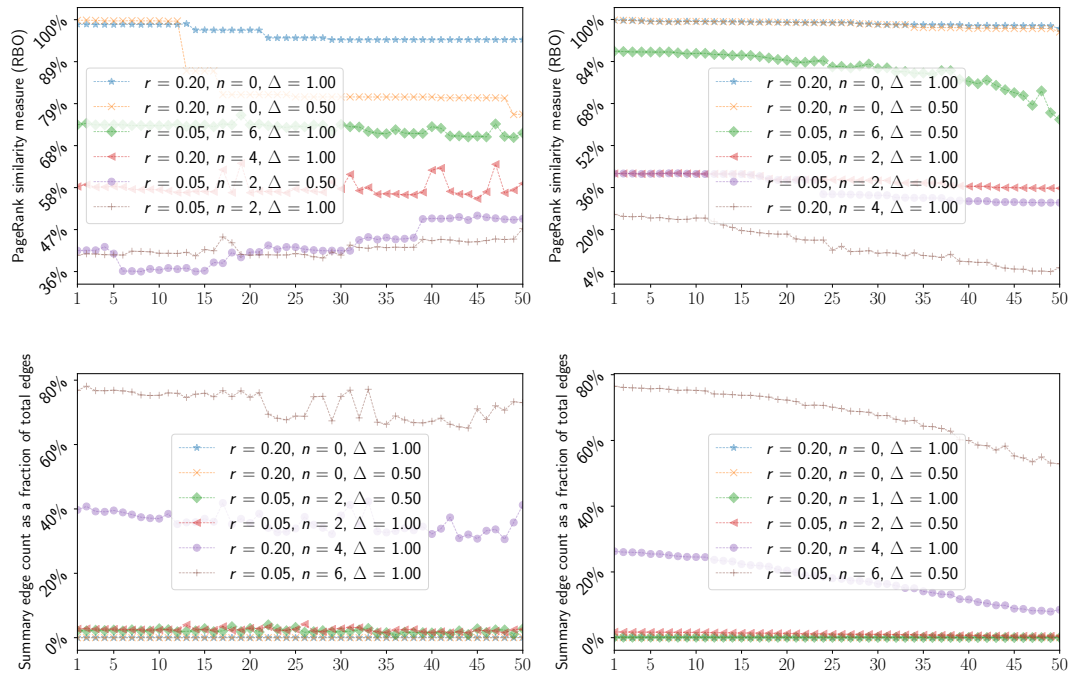 PageRank similarity measure (RBO)
100%
89%
79%
68%
58%
47%
36%
r = 0.20, n = 0, Δ = 1.00
r = 0.20, n = 0, Δ = 0.50
r = 0.05, n = 6, Δ = 1.00
r = 0.20, n = 4, Δ = 1.00
r = 0.05, n = 2, Δ = 0.50
r = 0.05, n = 2, Δ = 1.00
1 5 10 15 20 25 30 35 40 45 50
PageRank similarity measure (RBO)
100%
84%
68%
52%
36%
20%
4%
r = 0.20, n = 0, Δ = 1.00
r = 0.20, n = 0, Δ = 0.50
r = 0.05, n = 6, Δ = 0.50
r = 0.05, n = 2, Δ = 1.00
r = 0.05, n = 2, Δ = 0.50
r = 0.20, n = 4, Δ = 1.00
1 5 10 15 20 25 30 35 40 45 50
Summary edge count as a fraction of total edges
80%
60%
40%
20%
0%
r = 0.20, n = 0, Δ = 1.00
r = 0.20, n = 0, Δ = 0.50
r = 0.05, n = 2, Δ = 0.50
r = 0.05, n = 2, Δ = 1.00
r = 0.20, n = 4, Δ = 1.00
r = 0.05, n = 6, Δ = 1.00
1 5 10 15 20 25 30 35 40 45 50
Summary edge count as a fraction of total edges
80%
60%
40%
20%
0%
r = 0.20, n = 0, Δ = 1.00
r = 0.20, n = 0, Δ = 0.50
r = 0.20, n = 1, Δ = 1.00
r = 0.05, n = 2, Δ = 0.50
r = 0.20, n = 4, Δ = 1.00
r = 0.05, n = 6, Δ = 0.50
1 5 10 15 20 25 30 35 40 45 50